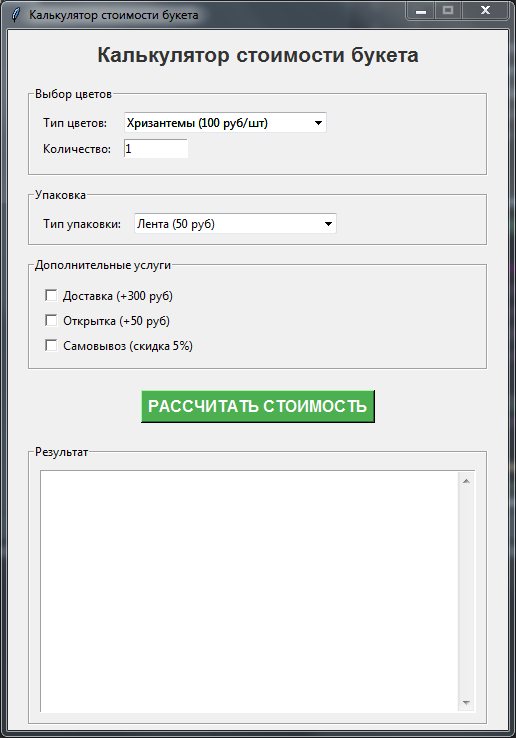 Калькулятор стоимости букета
Калькулятор стоимости букета
Выбор цветов
Тип цветов: Хризантемы (100 руб/шт)
Количество: 1
Упаковка
Тип упаковки: Лента (50 руб)
Дополнительные услуги
Доставка (+300 руб)
Открытка (+50 руб)
Самовывоз (скидка 5%)
РАССЧИТАТЬ СТОИМОСТЬ
Результат